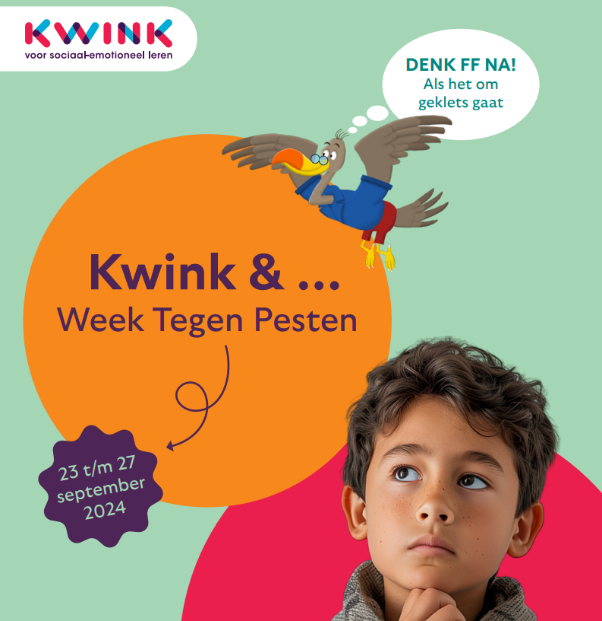 KWINK
voor sociaal-emotioneel leren
DENK FF NA!
Als het om
geklets gaat
Kwink & ...
Week Tegen Pesten
23 t/m 27
september
2024